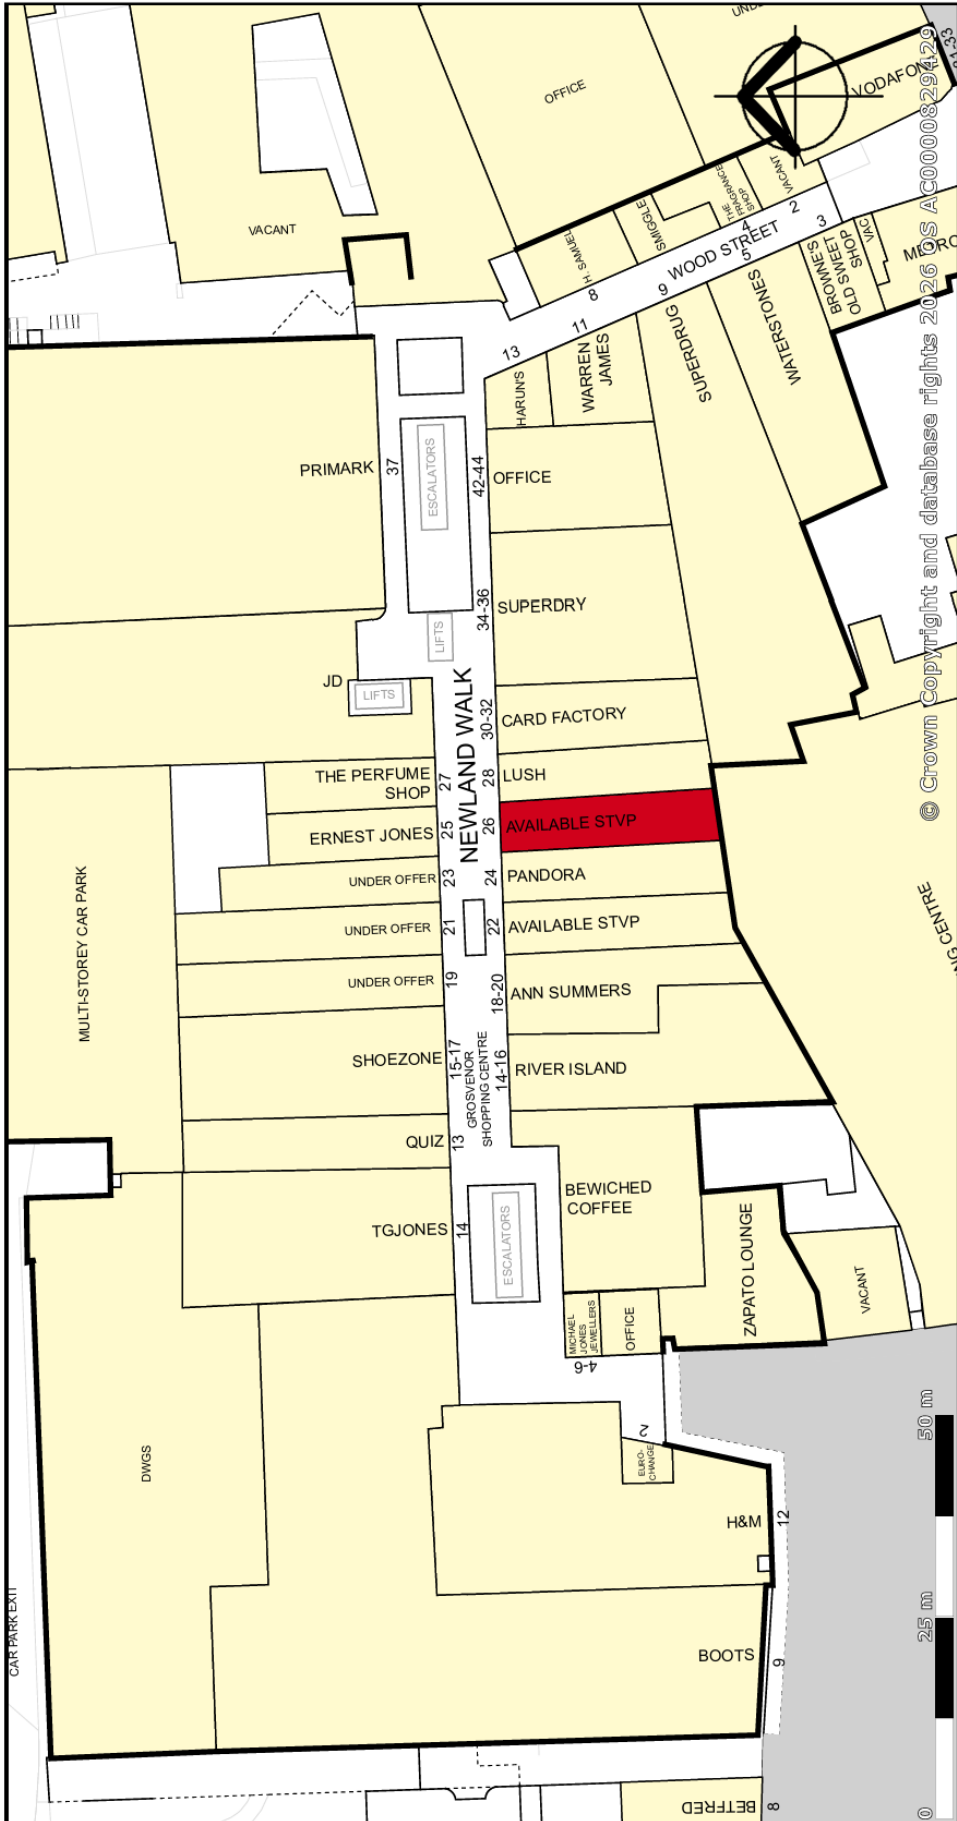 OFFICE
VODAFONE
31-33
VACANT
THE
FRAGRANCE
SHOP
VACANT
2
4
SMIGGLE
H. SAMUEL
8
WOOD STREET
3
5
9
11
13
BROWNE'S
OLD SWEET
SHOP
VAC
WATERSTONES
SUPERDRUG
WARREN
JAMES
HARUN'S
PRIMARK
37
ESCALATORS
42-44
OFFICE
34-36
SUPERDRY
LIFTS
JD
LIFTS
NEWLAND WALK
30-32
CARD FACTORY
THE PERFUME
SHOP
27
28
LUSH
ERNEST JONES
25
26
AVAILABLE STVP
UNDER OFFER
23
24
PANDORA
UNDER OFFER
21
22
AVAILABLE STVP
UNDER OFFER
19
18-20
ANN SUMMERS
MULTI-STOREY CAR PARK
SHOEZONE
15-17
GROSVENOR
SHOPPING CENTRE
14-16
RIVER ISLAND
NG CENTRE
QUIZ
13
BEWICHED
COFFEE
TGJONES
14
ESCALATORS
ZAPATO LOUNGE
VACANT
MICHAEL
JONES
JEWELLERS
OFFICE
4-6
2
EURO-
CHANGE
DWGS
H&M
12
BOOTS
9
CAR PARK EXIT
BETFRED
8
0
25 m
50 m
© Crown Copyright and database rights 2026 OS AC0000829429